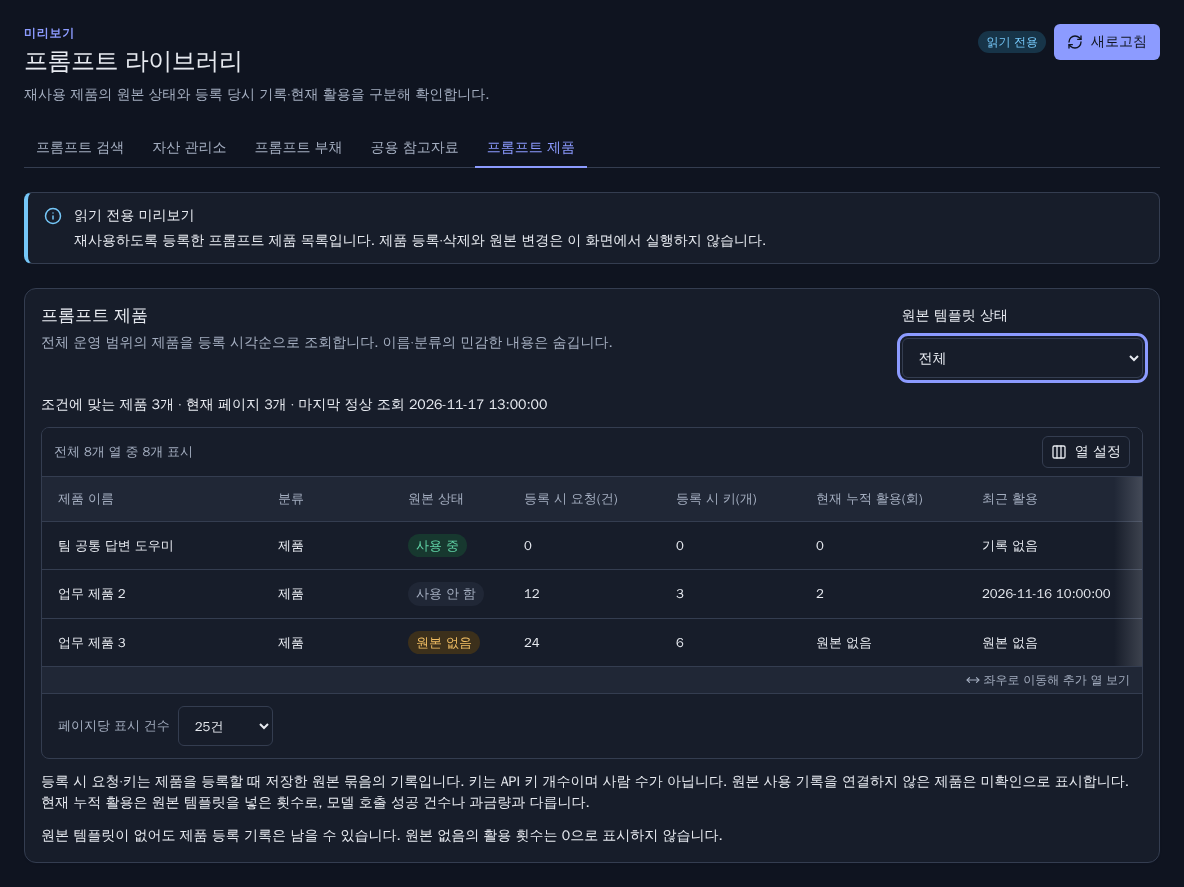 미리보기
프롬프트 라이브러리
재사용 제품의 원본 상태와 등록 당시 기록·현재 활용을 구분해 확인합니다.
읽기 전용
새로고침
프롬프트 검색
자산 관리소
프롬프트 부채
공용 참고자료
프롬프트 제품
읽기 전용 미리보기
재사용하도록 등록한 프롬프트 제품 목록입니다. 제품 등록·삭제와 원본 변경은 이 화면에서 실행하지 않습니다.
프롬프트 제품
전체 운영 범위의 제품을 등록 시각순으로 조회합니다. 이름·분류의 민감한 내용은 숨깁니다.
원본 템플릿 상태
전체
조건에 맞는 제품 3개 · 현재 페이지 3개 · 마지막 정상 조회 2026-11-17 13:00:00
전체 8개 열 중 8개 표시
열 설정
제품 이름 분류 원본 상태 등록 시 요청(건) 등록 시 키(개) 현재 누적 활용(회) 최근 활용
팀 공통 답변 도우미 제품 사용 중 0 0 0 기록 없음
업무 제품 2 제품 사용 안 함 12 3 2 2026-11-16 10:00:00
업무 제품 3 제품 원본 없음 24 6 원본 없음 원본 없음
↔ 좌우로 이동해 추가 열 보기
페이지당 표시 건수 25건
등록 시 요청·키는 제품을 등록할 때 저장한 원본 묶음의 기록입니다. 키는 API 키 개수이며 사람 수가 아닙니다. 원본 사용 기록을 연결하지 않은 제품은 미확인으로 표시합니다.
현재 누적 활용은 원본 템플릿을 넣은 횟수로, 모델 호출 성공 건수나 과금량과 다릅니다.
원본 템플릿이 없어도 제품 등록 기록은 남을 수 있습니다. 원본 없음의 활용 횟수는 0으로 표시하지 않습니다.